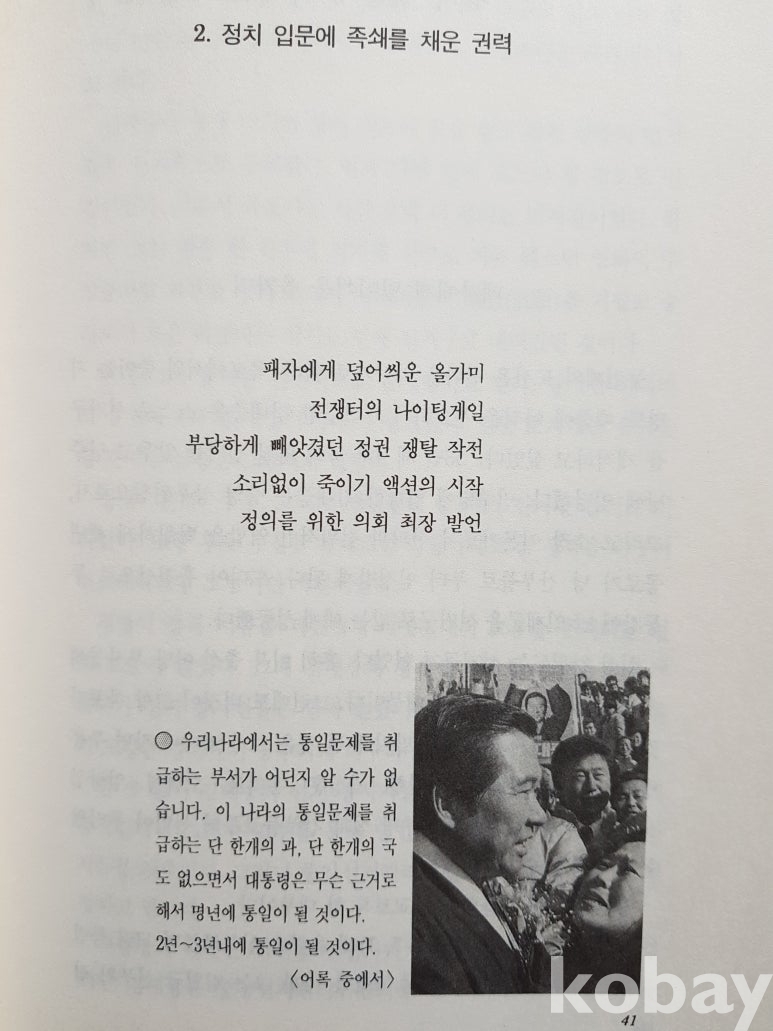 2. 정치 입문에 족쇄를 채운 권력
패자에게 덮어씌운 올가미
전쟁터의 나이팅게일
부당하게 빼앗겼던 정권 쟁탈 작전
소리없이 죽이기 액션의 시작
정의를 위한 의회 최장 발언
우리나라에서는 통일문제를 취
급하는 부서가 어딘지 알 수가 없
습니다. 이 나라의 통일문제를 취
급하는 단 한개의 과, 단 한개의 국
도 없으면서 대통령은 무슨 근거로
해서 명년에 통일이 될 것이다.
2년~3년내에 통일이 될 것이다.
〈어록 중에서〉
kobay
41